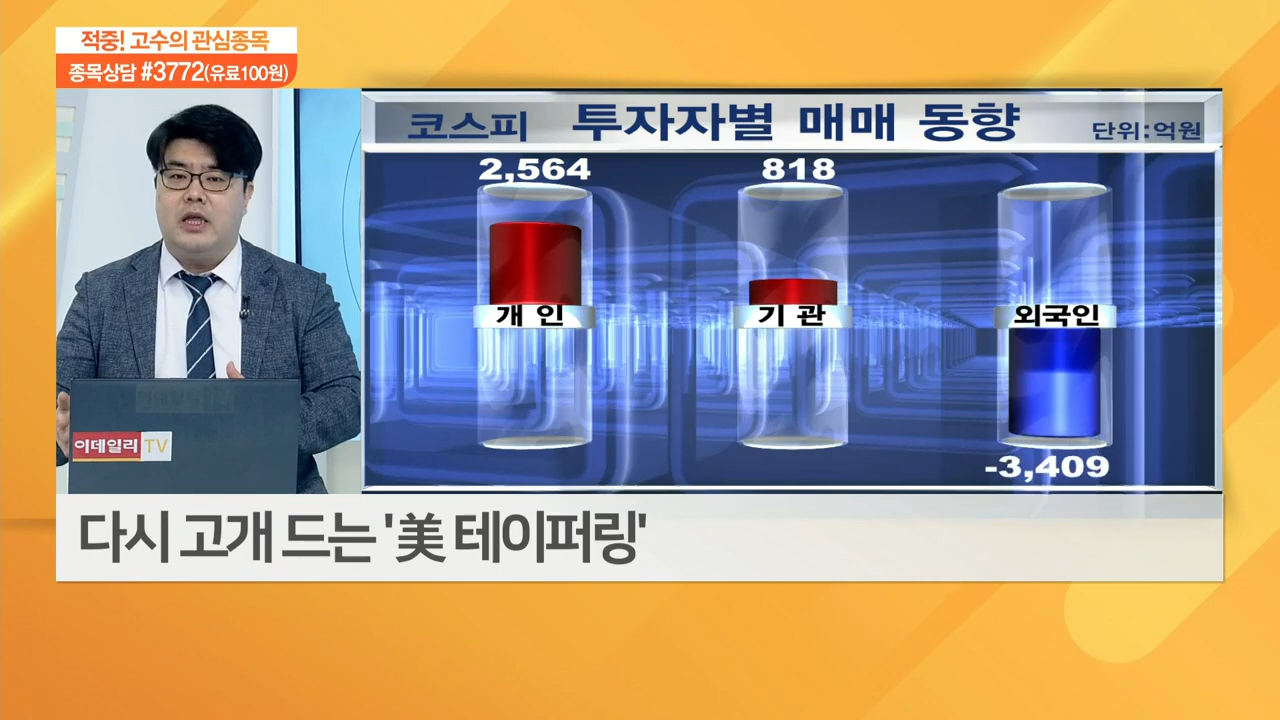 적중! 고수의 관심종목
종목상담 #3772(유료100원)
코스피 투자자별 매매 동향 단위:억원
2,564 818
개 인 기 관 외국인
-3,409
이데일리 TV
다시 고개 드는 '美 테이퍼링'